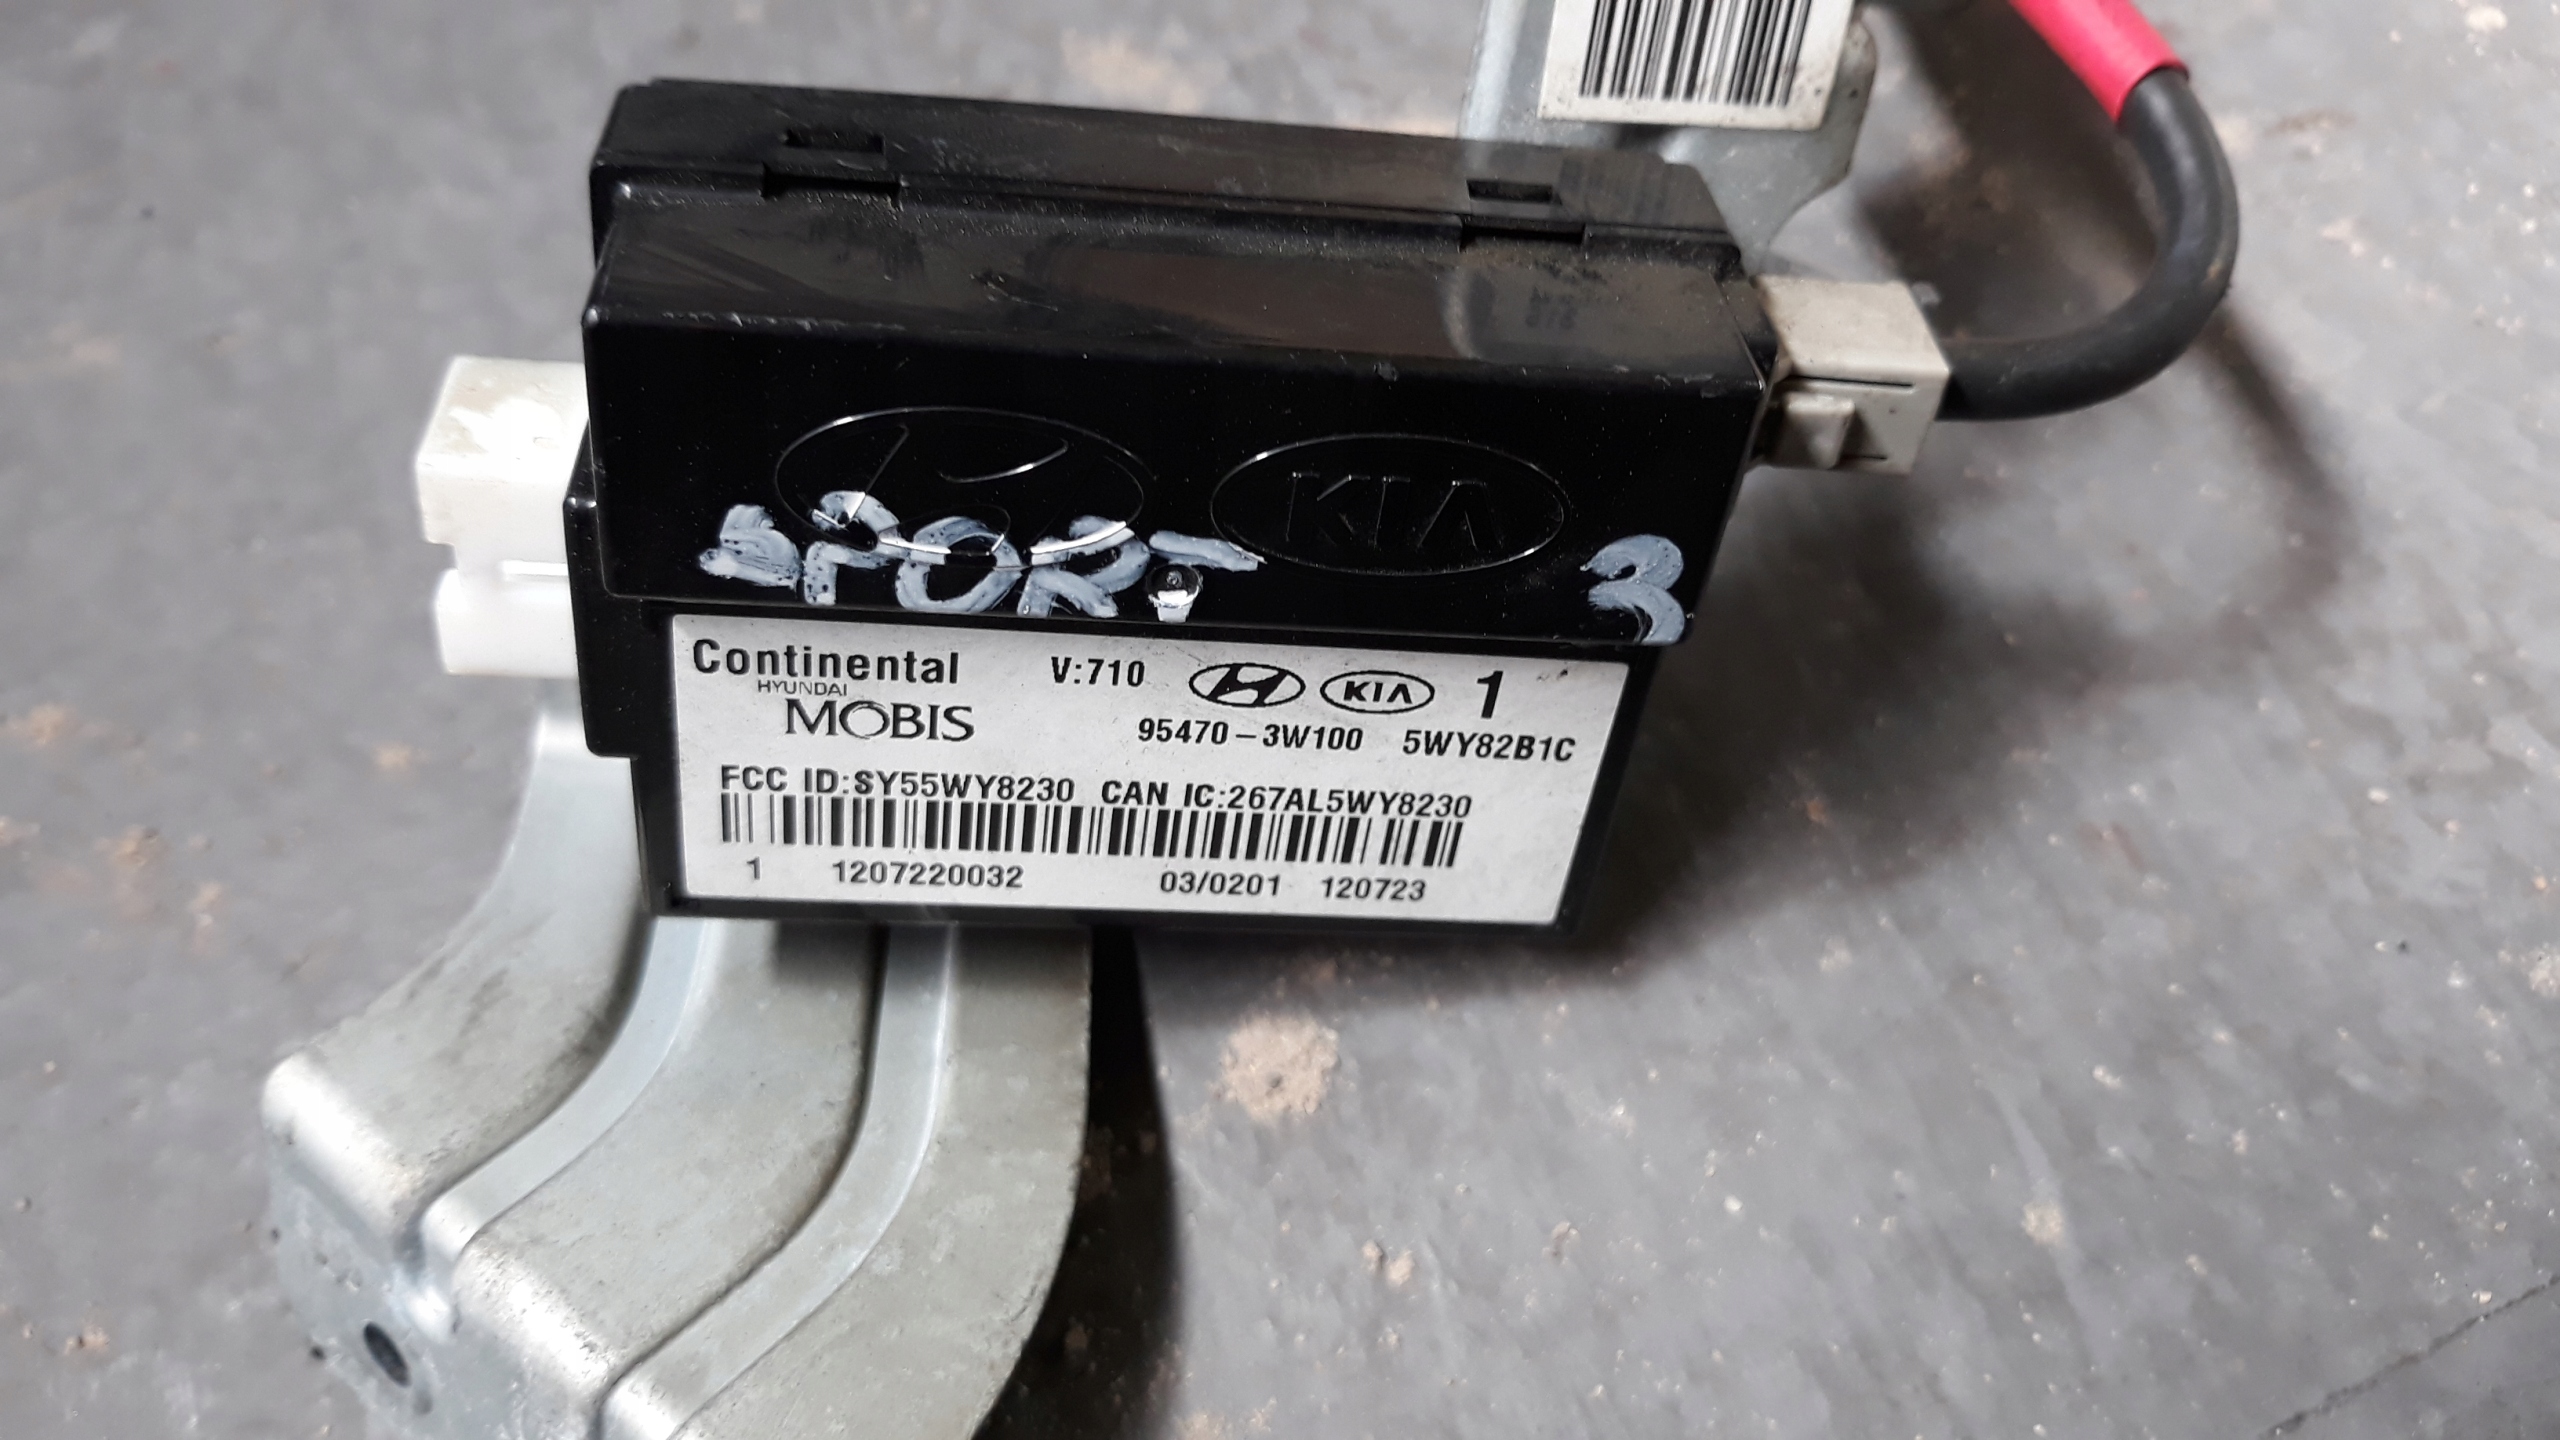 KIA
SPORT 3
Continental V:710 KIA 1
HYUNDAI
MOBIS 95470-3W100 5WY82B1C
FCC ID:SY55WY8230 CAN IC:267AL5WY8230
1 1207220032 03/0201 120723